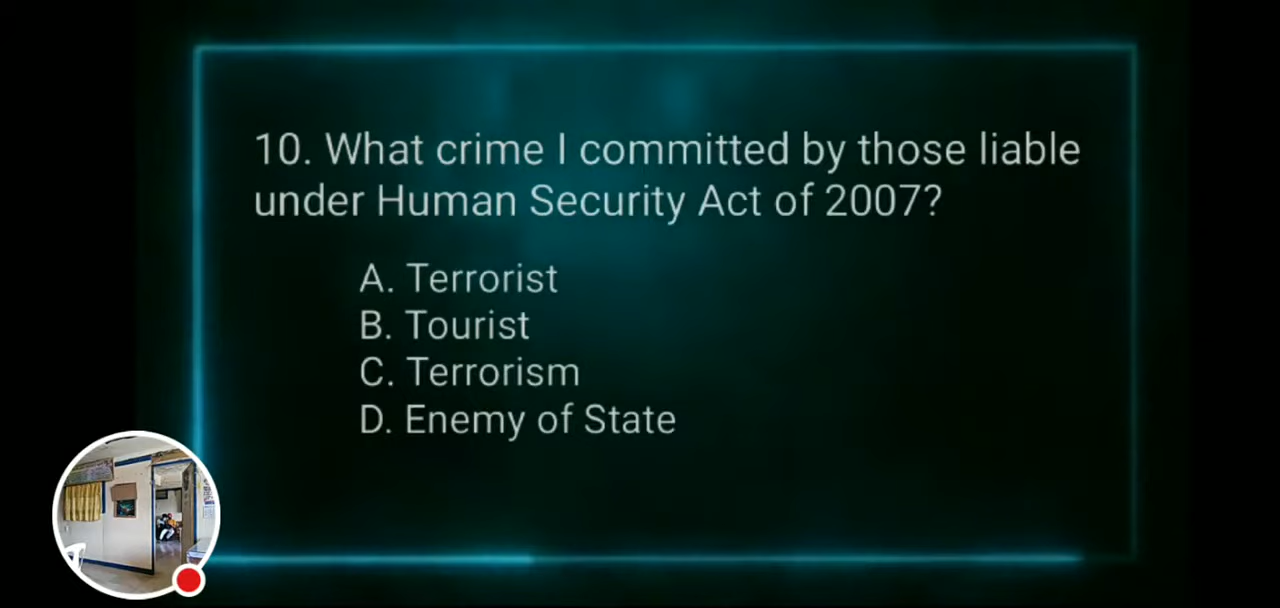 10. What crime I committed by those liable
under Human Security Act of 2007?
A. Terrorist
B. Tourist
C. Terrorism
D. Enemy of State